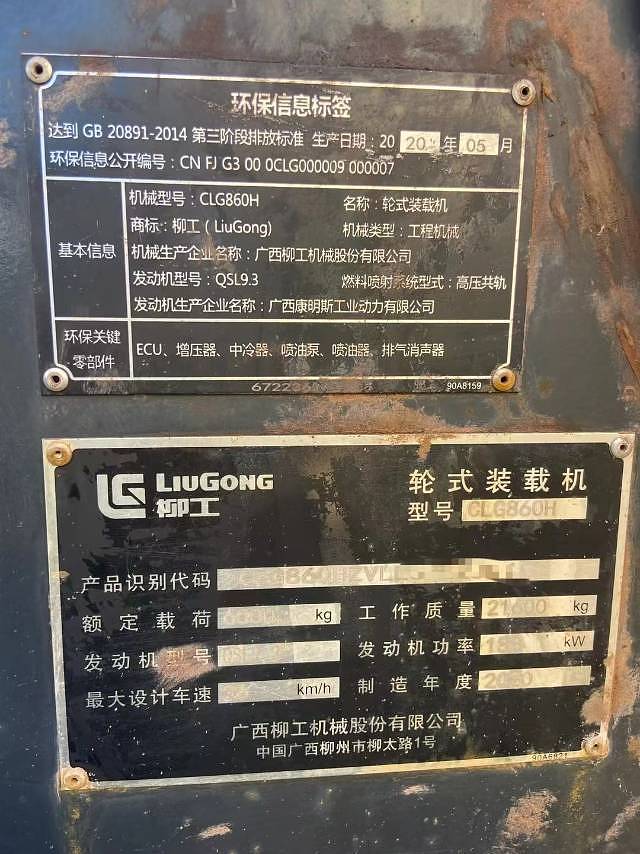 环保信息标签
达到 GB 20891-2014 第三阶段排放标准 生产日期：20 20 年 05 月
环保信息公开编号：CN FJ G3 00 0CLG000009 000007
基本信息
机械型号：CLG860H 名称：轮式装载机
商标：柳工（LiuGong） 机械类型：工程机械
机械生产企业名称：广西柳工机械股份有限公司
发动机型号：QSL9.3 燃料喷射系统型式：高压共轨
发动机生产企业名称：广西康明斯工业动力有限公司
环保关键零部件
ECU、增压器、中冷器、喷油泵、喷油器、排气消声器
90A8159
LG LIUGONG 柳工
轮式装载机
型号 CLG860H
产品识别代码
额定载荷 kg 工作质量 21600 kg
发动机型号 发动机功率 kW
最大设计车速 km/h 制造年度 2020
广西柳工机械股份有限公司
中国广西柳州市柳太路1号